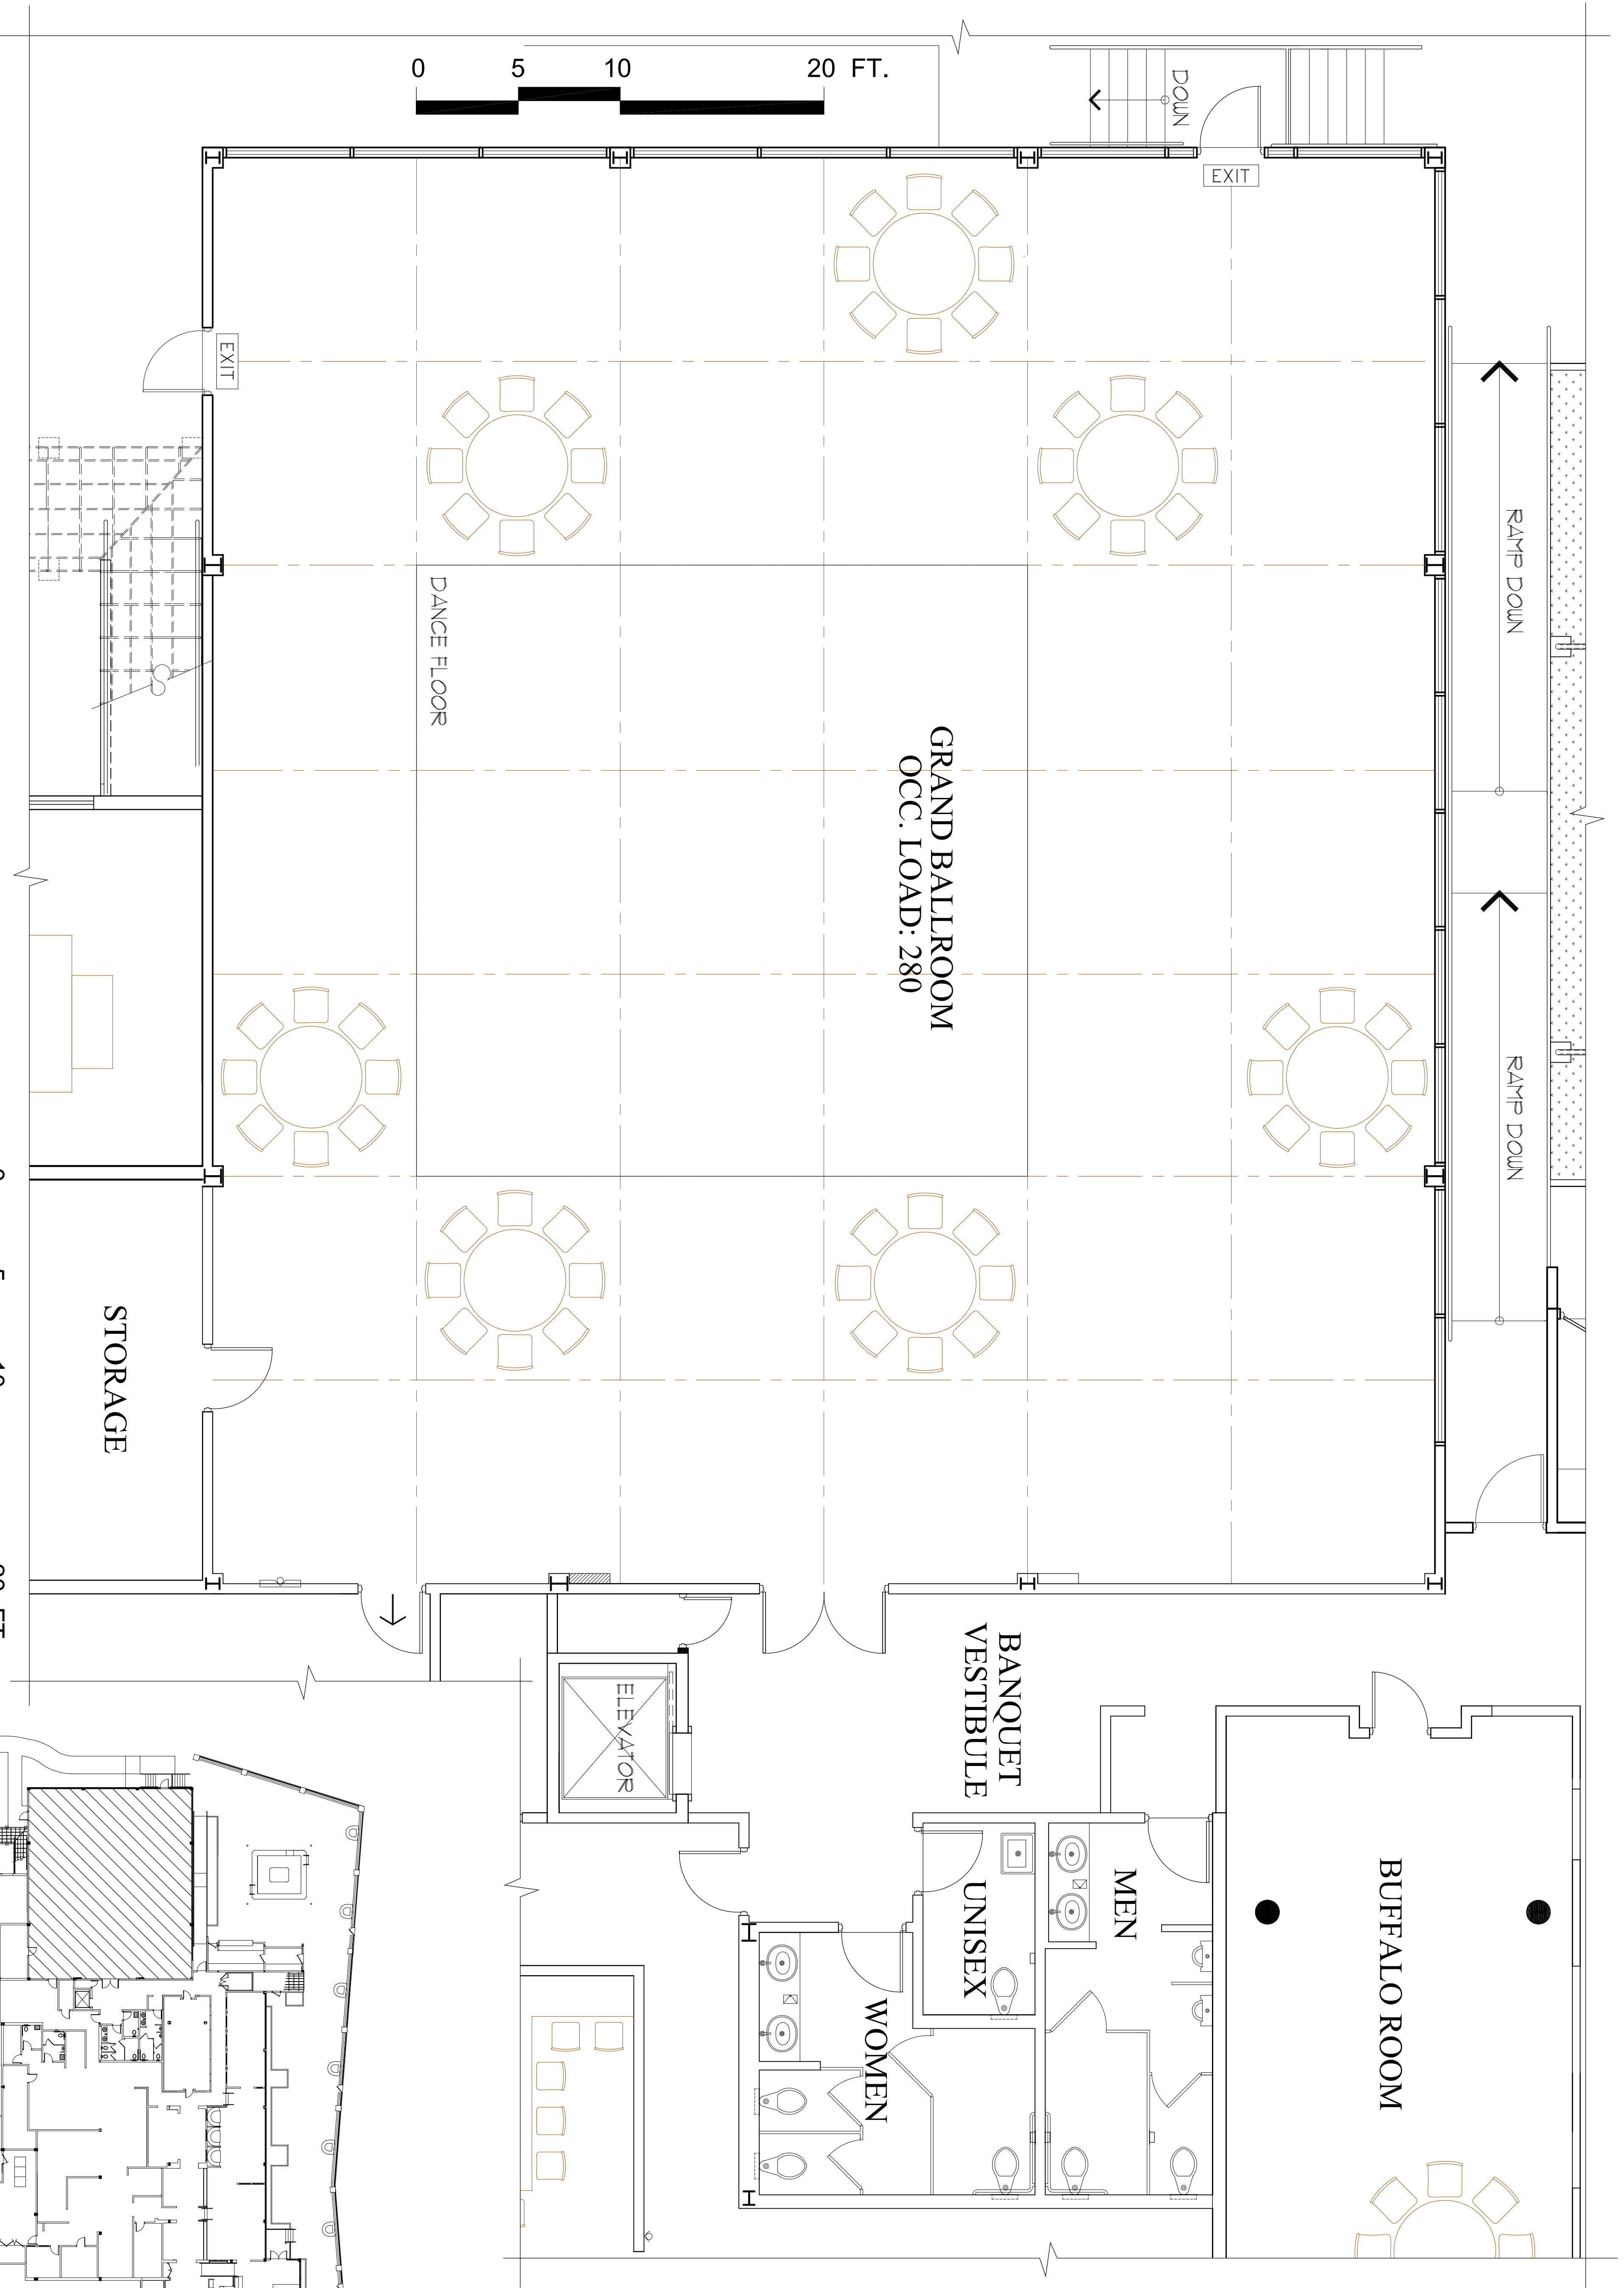 0 5 10 20 FT.
DOWN
EXIT
EXIT
RAMP DOWN
DANCE FLOOR
GRAND BALLROOM
OCC. LOAD: 280
RAMP DOWN
STORAGE
BANQUET
VESTIBULE
ELEVATOR
MEN
UNISEX
WOMEN
BUFFALO ROOM